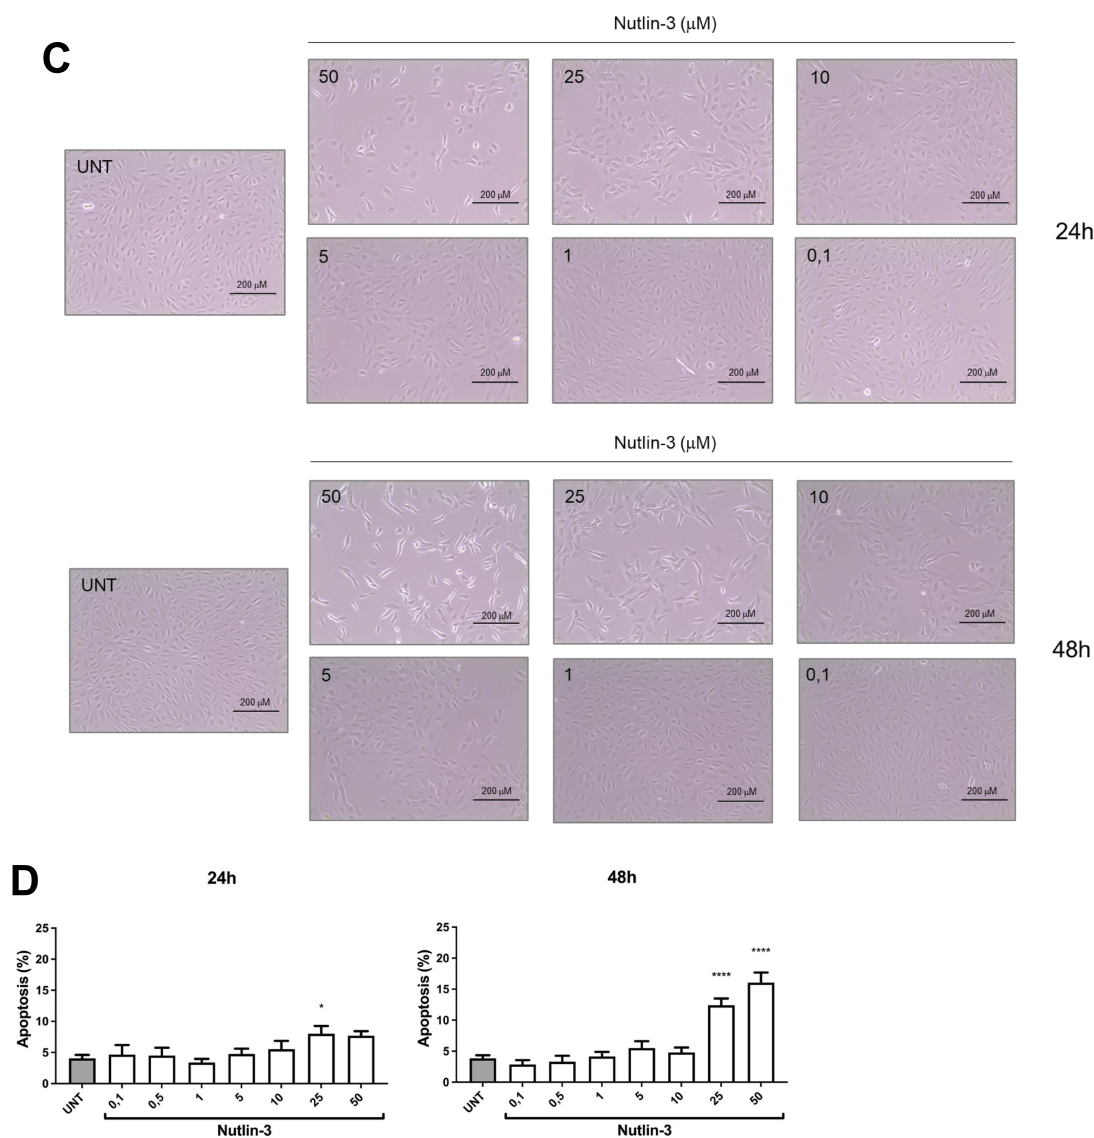 C
Nutlin-3 (μM)
UNT
200 μM
50
200 μM
25
200 μM
10
200 μM
5
200 μM
1
200 μM
0,1
200 μM
24h
Nutlin-3 (μM)
UNT
200 μM
50
200 μM
25
200 μM
10
200 μM
5
200 μM
1
200 μM
0,1
200 μM
48h
D
24h
Apoptosis (%)
25
20
15
10
5
0
*
UNT 0,1 0,5 1 5 10 25 50
Nutlin-3
48h
Apoptosis (%)
25
20
15
10
5
0
**** ****
UNT 0,1 0,5 1 5 10 25 50
Nutlin-3